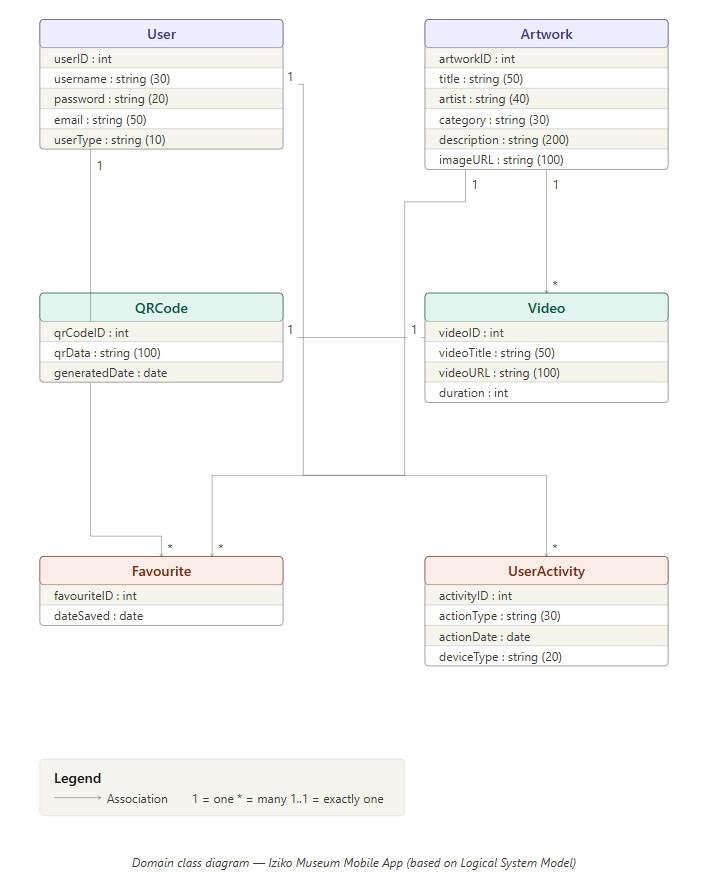 User
userID : int
username : string (30)
password : string (20)
email : string (50)
userType : string (10)
1
1
Artwork
artworkID : int
title : string (50)
artist : string (40)
category : string (30)
description : string (200)
imageURL : string (100)
1
1
*
QRCode
qrCodeID : int
qrData : string (100)
generatedDate : date
1
1
Video
videoID : int
videoTitle : string (50)
videoURL : string (100)
duration : int
*
*
*
Favourite
favouriteID : int
dateSaved : date
UserActivity
activityID : int
actionType : string (30)
actionDate : date
deviceType : string (20)
Legend
Association 1 = one * = many 1..1 = exactly one
Domain class diagram — Iziko Museum Mobile App (based on Logical System Model)